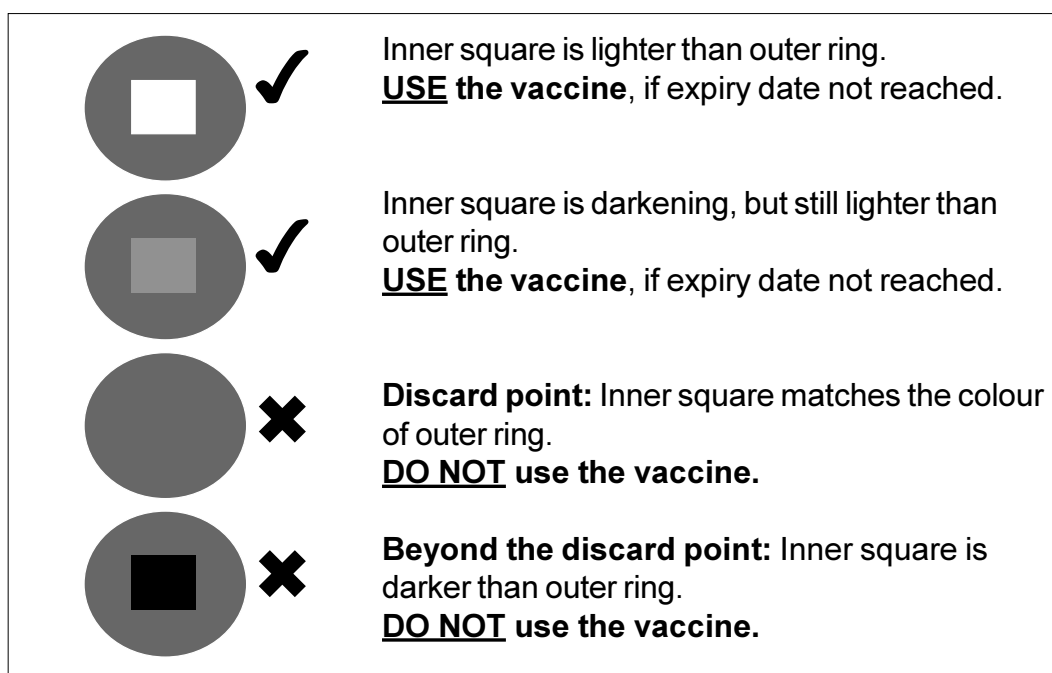 Inner square is lighter than outer ring.
USE the vaccine, if expiry date not reached.
Inner square is darkening, but still lighter than
outer ring.
USE the vaccine, if expiry date not reached.
Discard point: Inner square matches the colour
of outer ring.
DO NOT use the vaccine.
Beyond the discard point: Inner square is
darker than outer ring.
DO NOT use the vaccine.